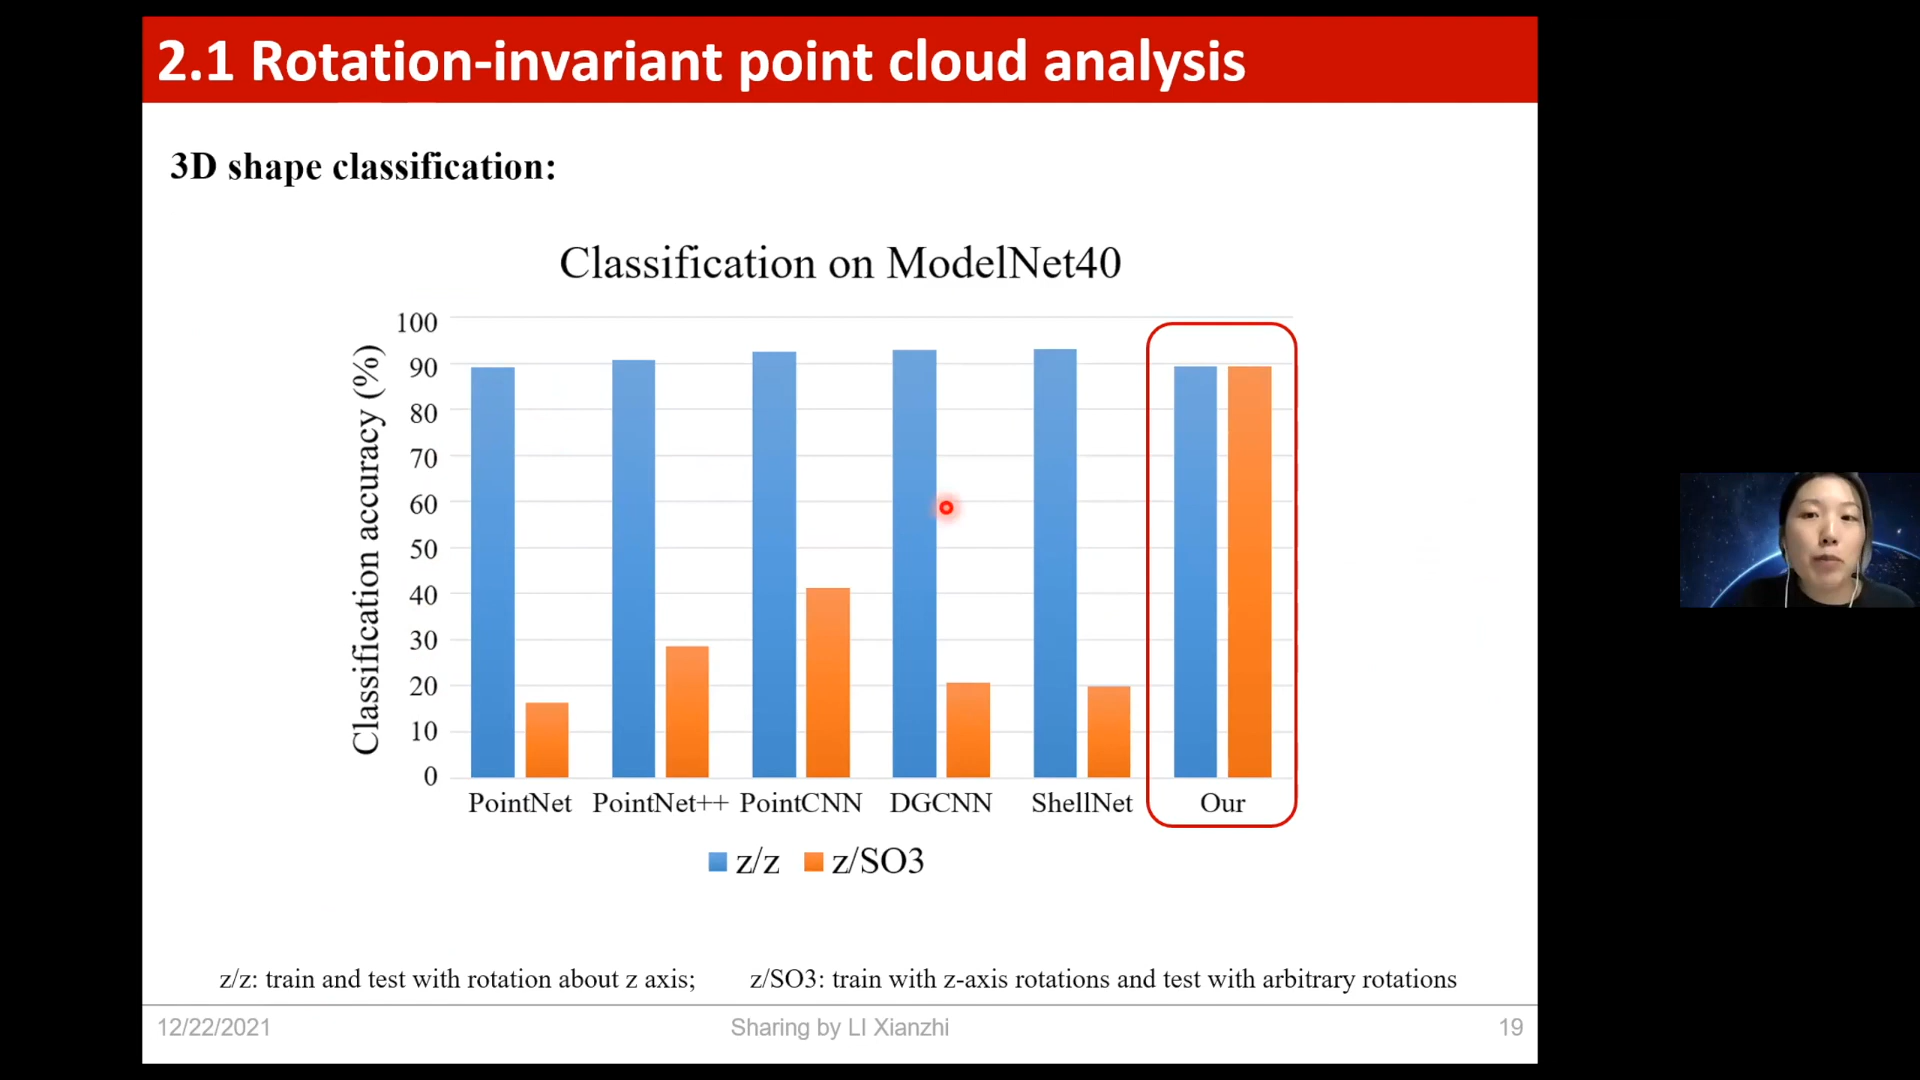 2.1 Rotation-invariant point cloud analysis
3D shape classification:
Classification on ModelNet40
Classification accuracy (%)
100
90
80
70
60
50
40
30
20
10
0
PointNet PointNet++ PointCNN DGCNN ShellNet Our
z/z z/SO3
z/z: train and test with rotation about z axis; z/SO3: train with z-axis rotations and test with arbitrary rotations
12/22/2021 Sharing by LI Xianzhi 19